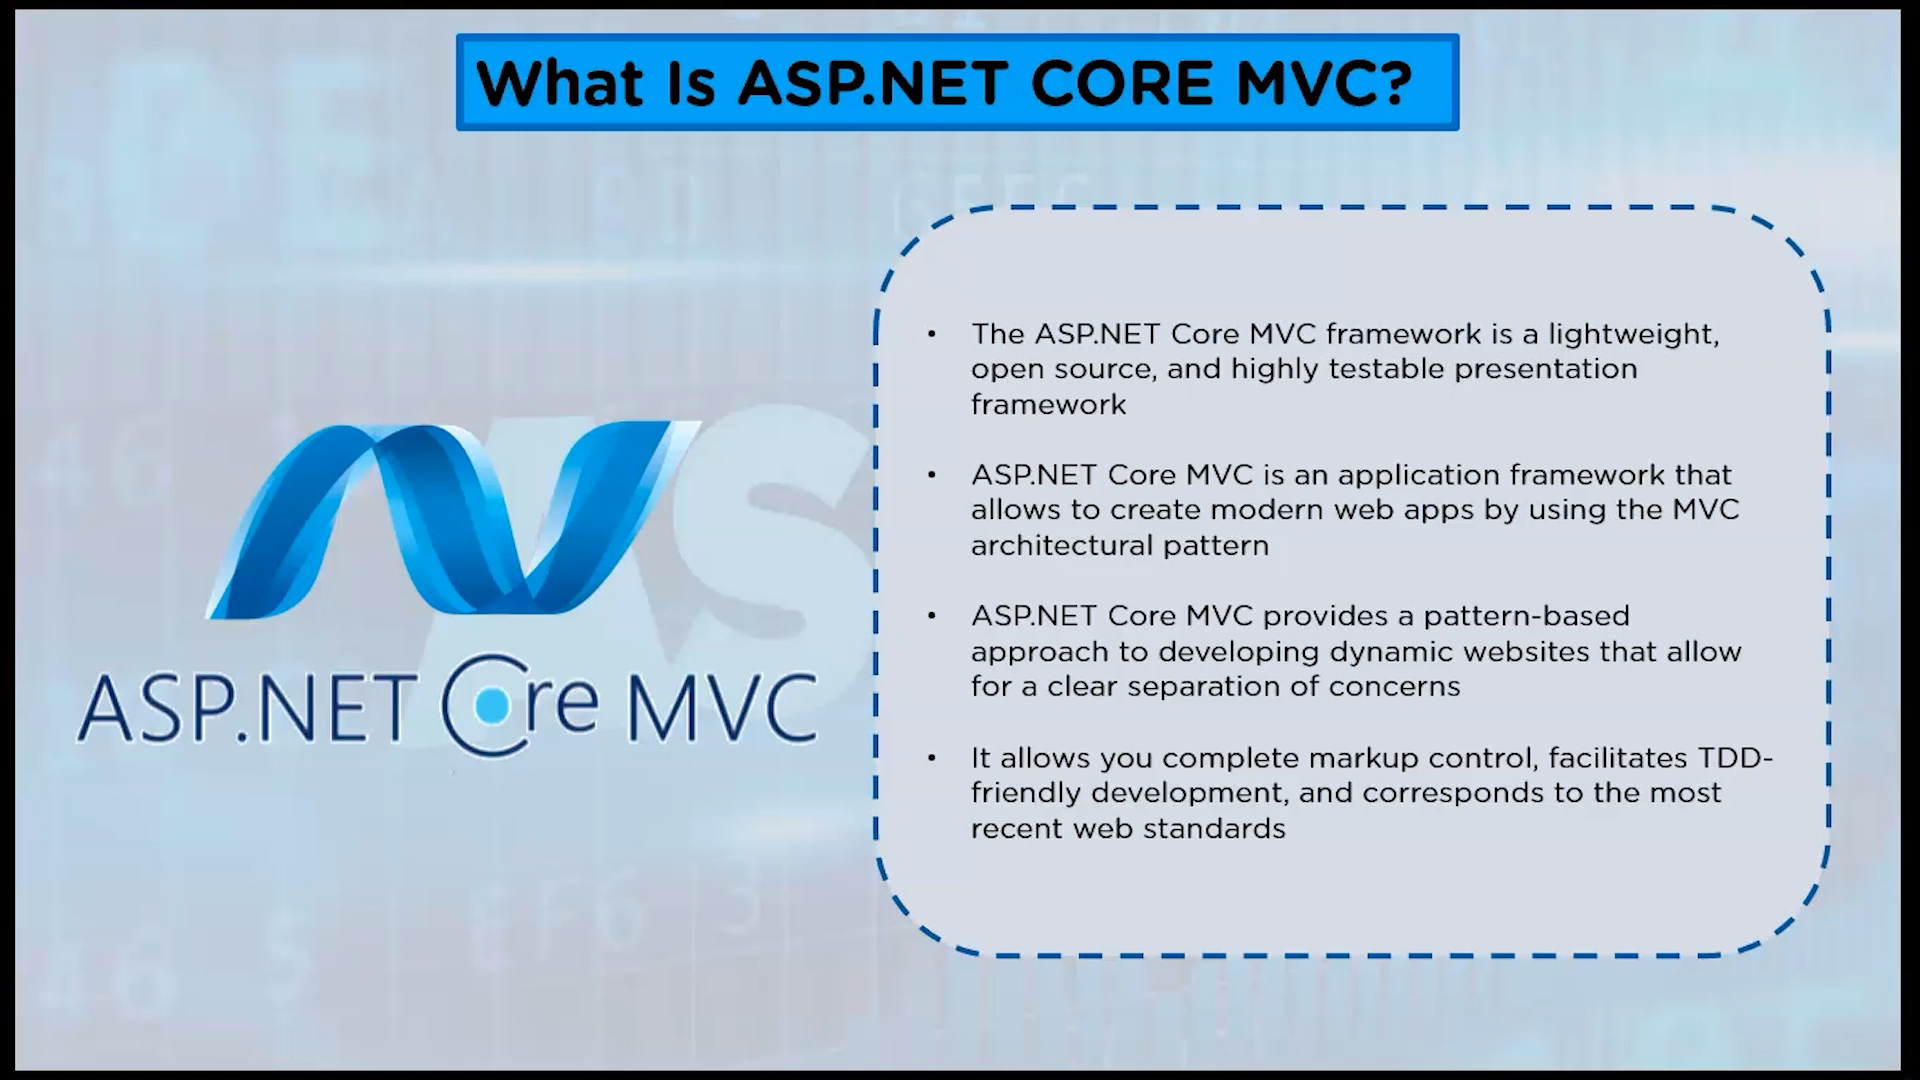 What Is ASP.NET CORE MVC?
• The ASP.NET Core MVC framework is a lightweight,
open source, and highly testable presentation
framework
• ASP.NET Core MVC is an application framework that
allows to create modern web apps by using the MVC
architectural pattern
• ASP.NET Core MVC provides a pattern-based
approach to developing dynamic websites that allow
for a clear separation of concerns
• It allows you complete markup control, facilitates TDD-
friendly development, and corresponds to the most
recent web standards
ASP.NET Core MVC